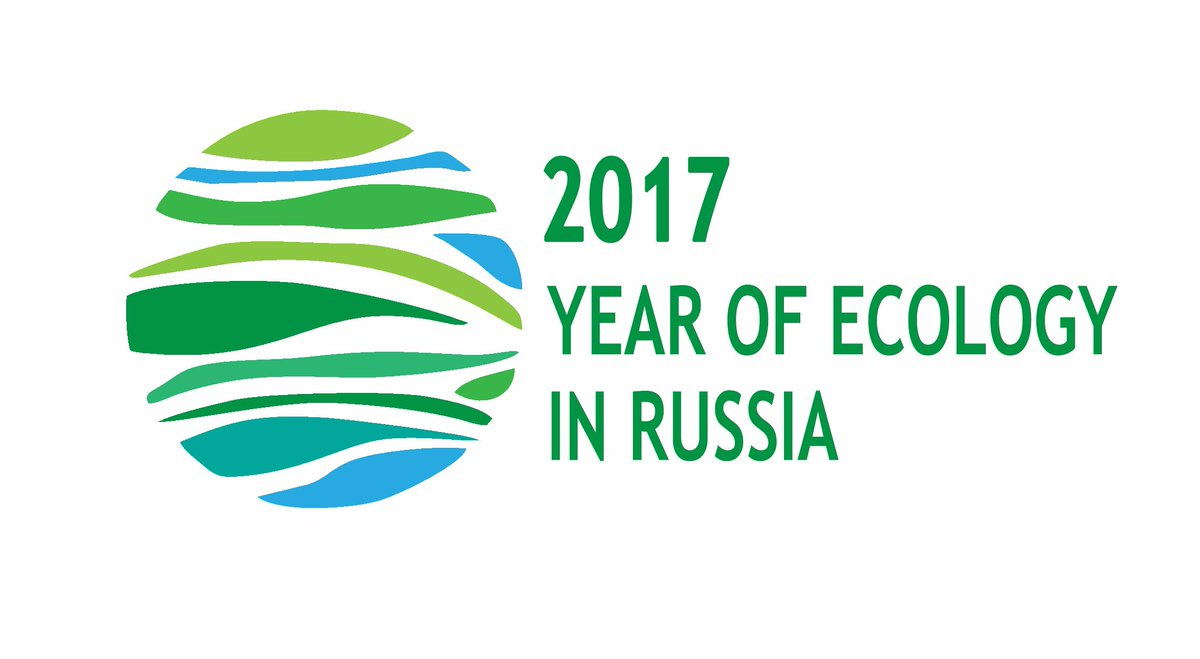 2017
YEAR OF ECOLOGY
IN RUSSIA